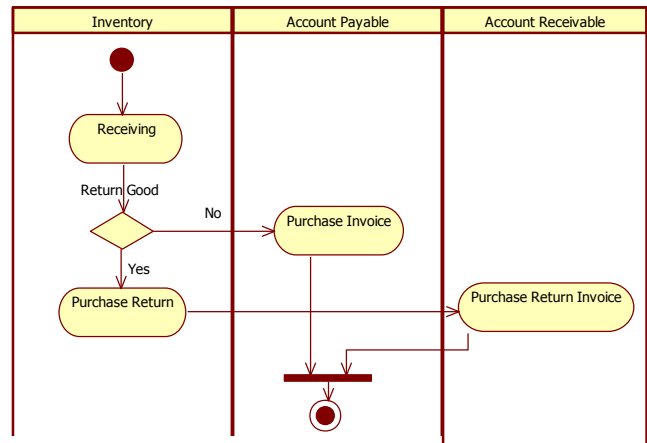 Inventory
Account Payable
Account Receivable
Receiving
Return Good
No
Purchase Invoice
Yes
Purchase Return
Purchase Return Invoice